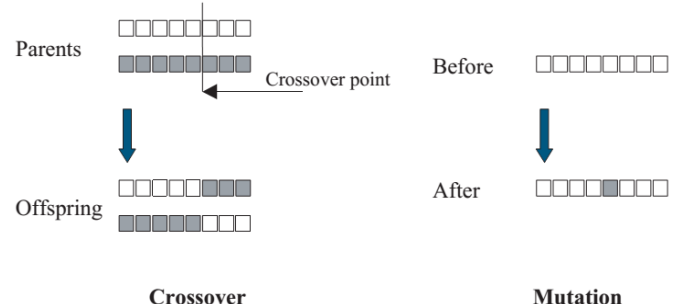 Parents
Crossover point
Offspring
Crossover
Before
After
Mutation